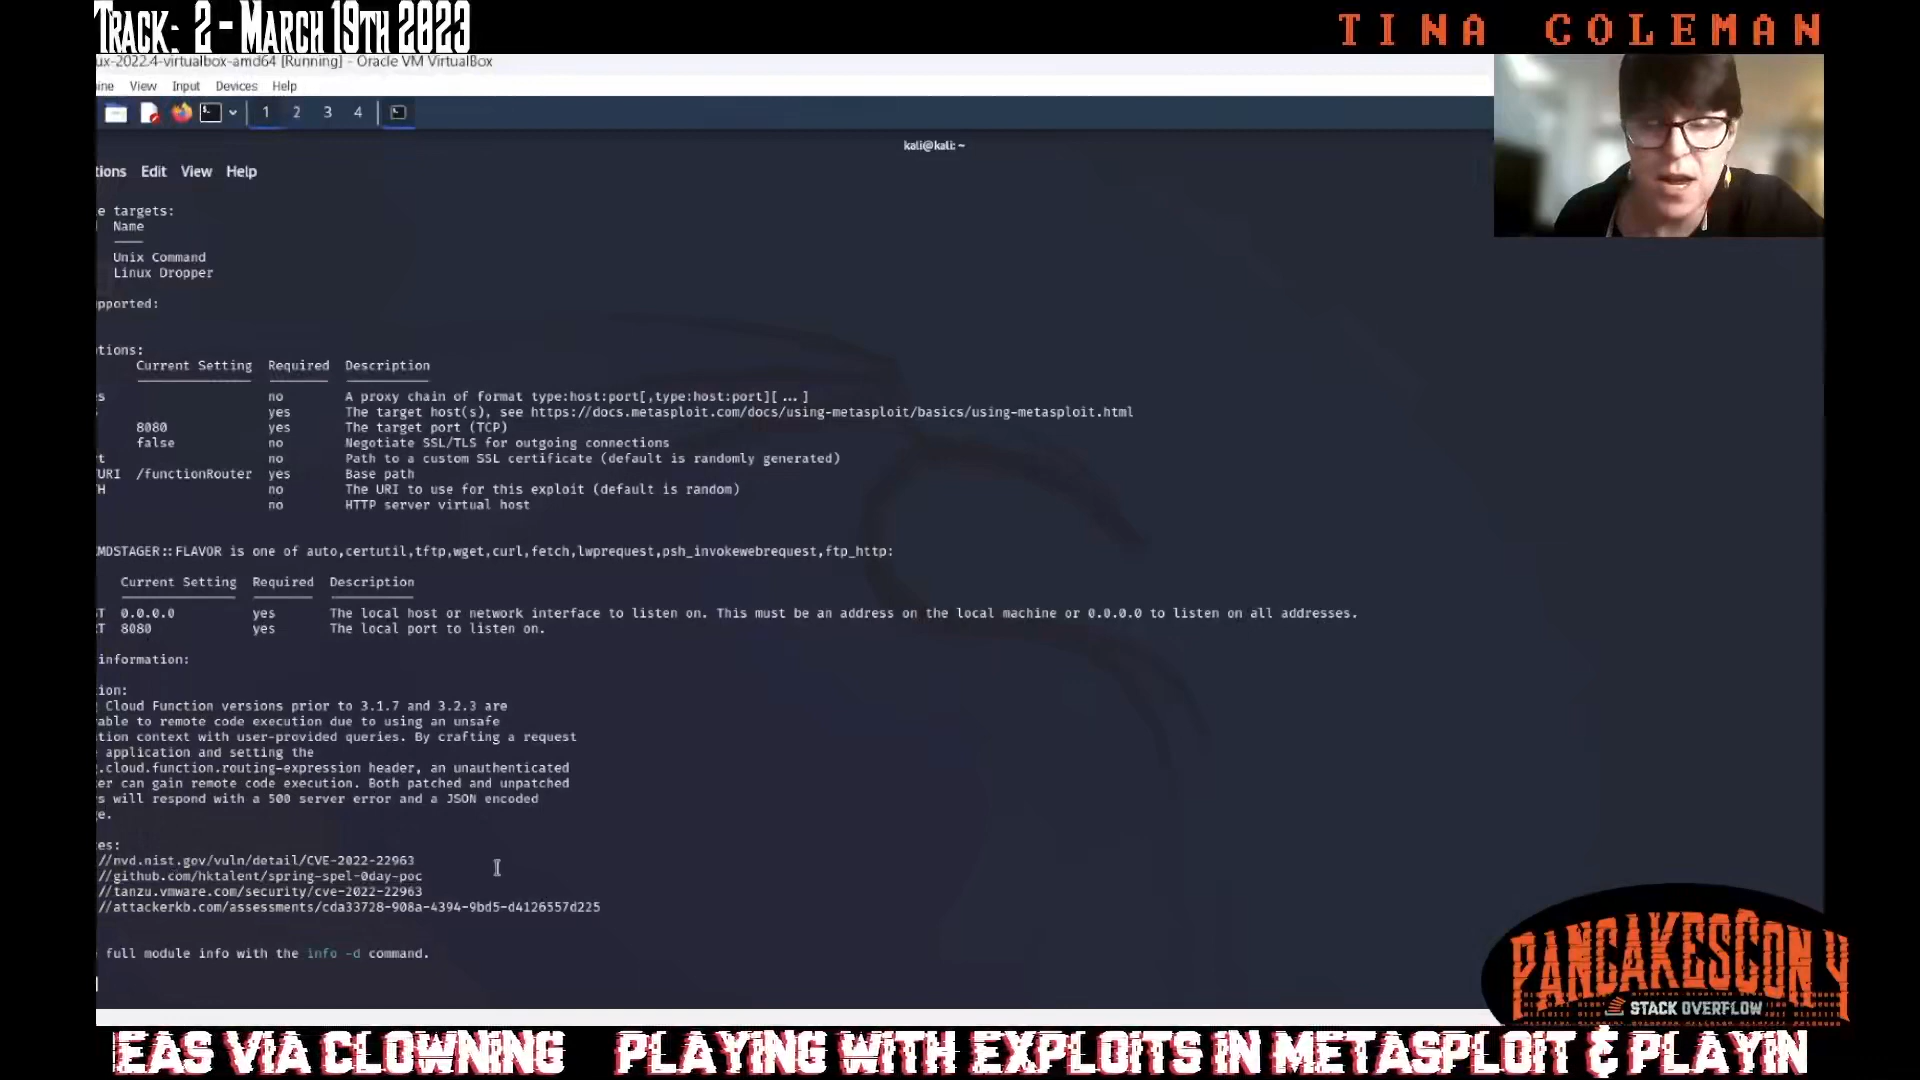 TRACK: 2 - MARCH 19TH 2023
TINA COLEMAN
ux-2022.4-virtualbox-amd64 [Running] - Oracle VM VirtualBox
ine View Input Devices Help
1 2 3 4
kali@kali: ~
tions Edit View Help
e targets:
Name
Unix Command
Linux Dropper
pported:
tions:
Current Setting Required Description
s no A proxy chain of format type:host:port[,type:host:port][ ... ]
yes The target host(s), see https://docs.metasploit.com/docs/using-metasploit/basics/using-metasploit.html
8080 yes The target port (TCP)
false no Negotiate SSL/TLS for outgoing connections
t no Path to a custom SSL certificate (default is randomly generated)
URI /functionRouter yes Base path
H no The URI to use for this exploit (default is random)
no HTTP server virtual host
MDSTAGER::FLAVOR is one of auto,certutil,tftp,wget,curl,fetch,lwprequest,psh_invokewebrequest,ftp_http:
Current Setting Required Description
T 0.0.0.0 yes The local host or network interface to listen on. This must be an address on the local machine or 0.0.0.0 to listen on all addresses.
T 8080 yes The local port to listen on.
information:
ion:
Cloud Function versions prior to 3.1.7 and 3.2.3 are
able to remote code execution due to using an unsafe
tion context with user-provided queries. By crafting a request
application and setting the
.cloud.function.routing-expression header, an unauthenticated
er can gain remote code execution. Both patched and unpatched
s will respond with a 500 server error and a JSON encoded
ge.
es:
//nvd.nist.gov/vuln/detail/CVE-2022-22963
//github.com/hktalent/spring-spel-0day-poc
//tanzu.vmware.com/security/cve-2022-22963
//attackerkb.com/assessments/cda33728-908a-4394-9bd5-d4126557d225
full module info with the info -d command.
PANCAKESCON 4
STACK OVERFLOW
EAS VIA CLOWNING PLAYING WITH EXPLOITS IN METASPLOIT & PLAYIN